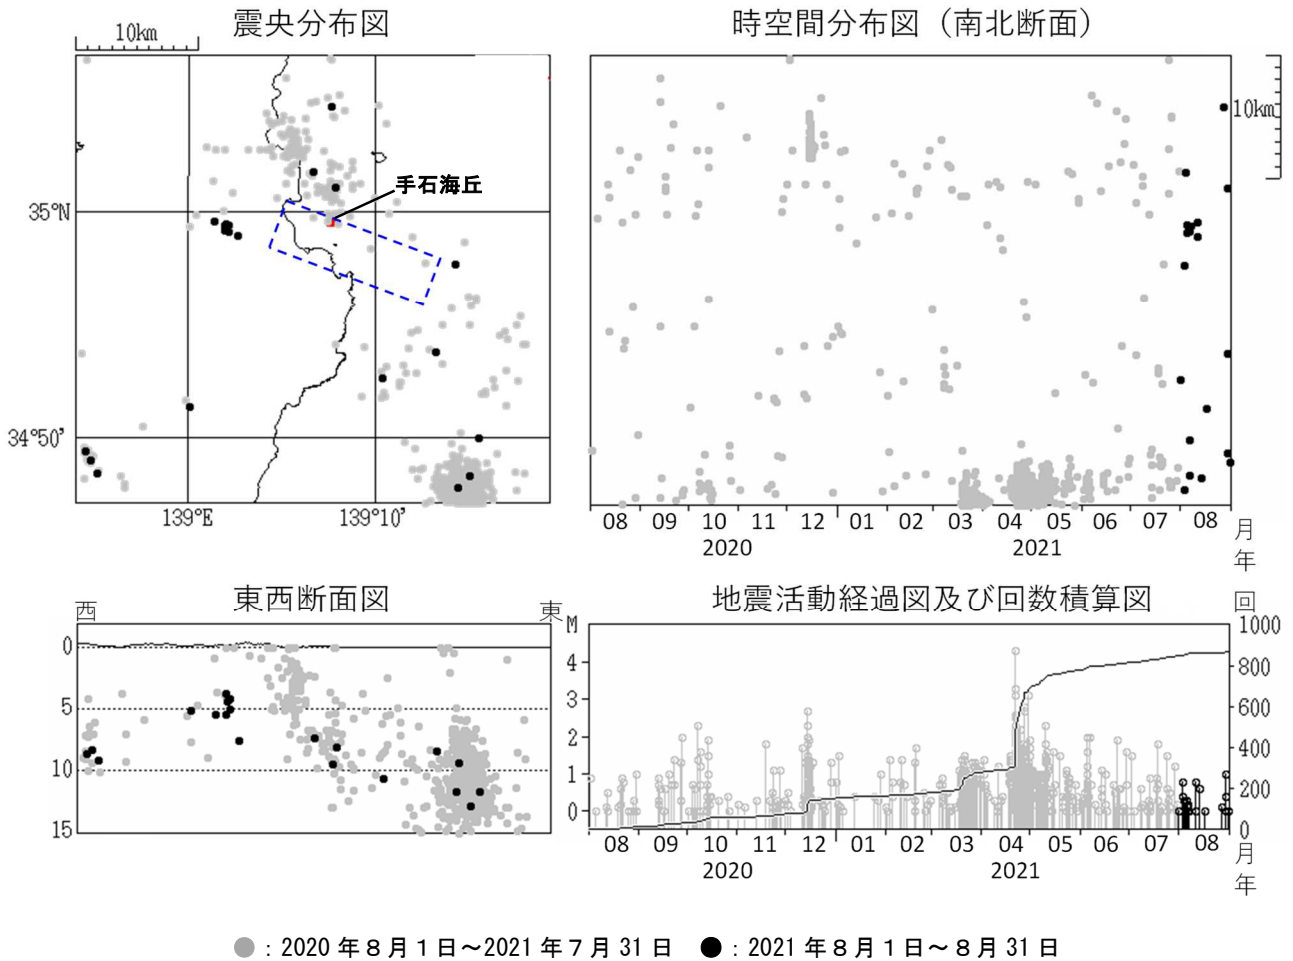 震央分布図
10km
手石海丘
35°N
34°50′
139°E
139°10′
時空間分布図（南北断面）
10km
08 09 10 11 12 01 02 03 04 05 06 07 08 月
2020 2021 年
東西断面図
西 東
0
5
10
15
地震活動経過図及び回数積算図
M 回
4
3
2
1
0
1000
800
600
400
200
0
08 09 10 11 12 01 02 03 04 05 06 07 08 月
2020 2021 年
●：2020 年８月１日～2021 年７月 31 日 ●：2021 年８月１日～８月 31 日